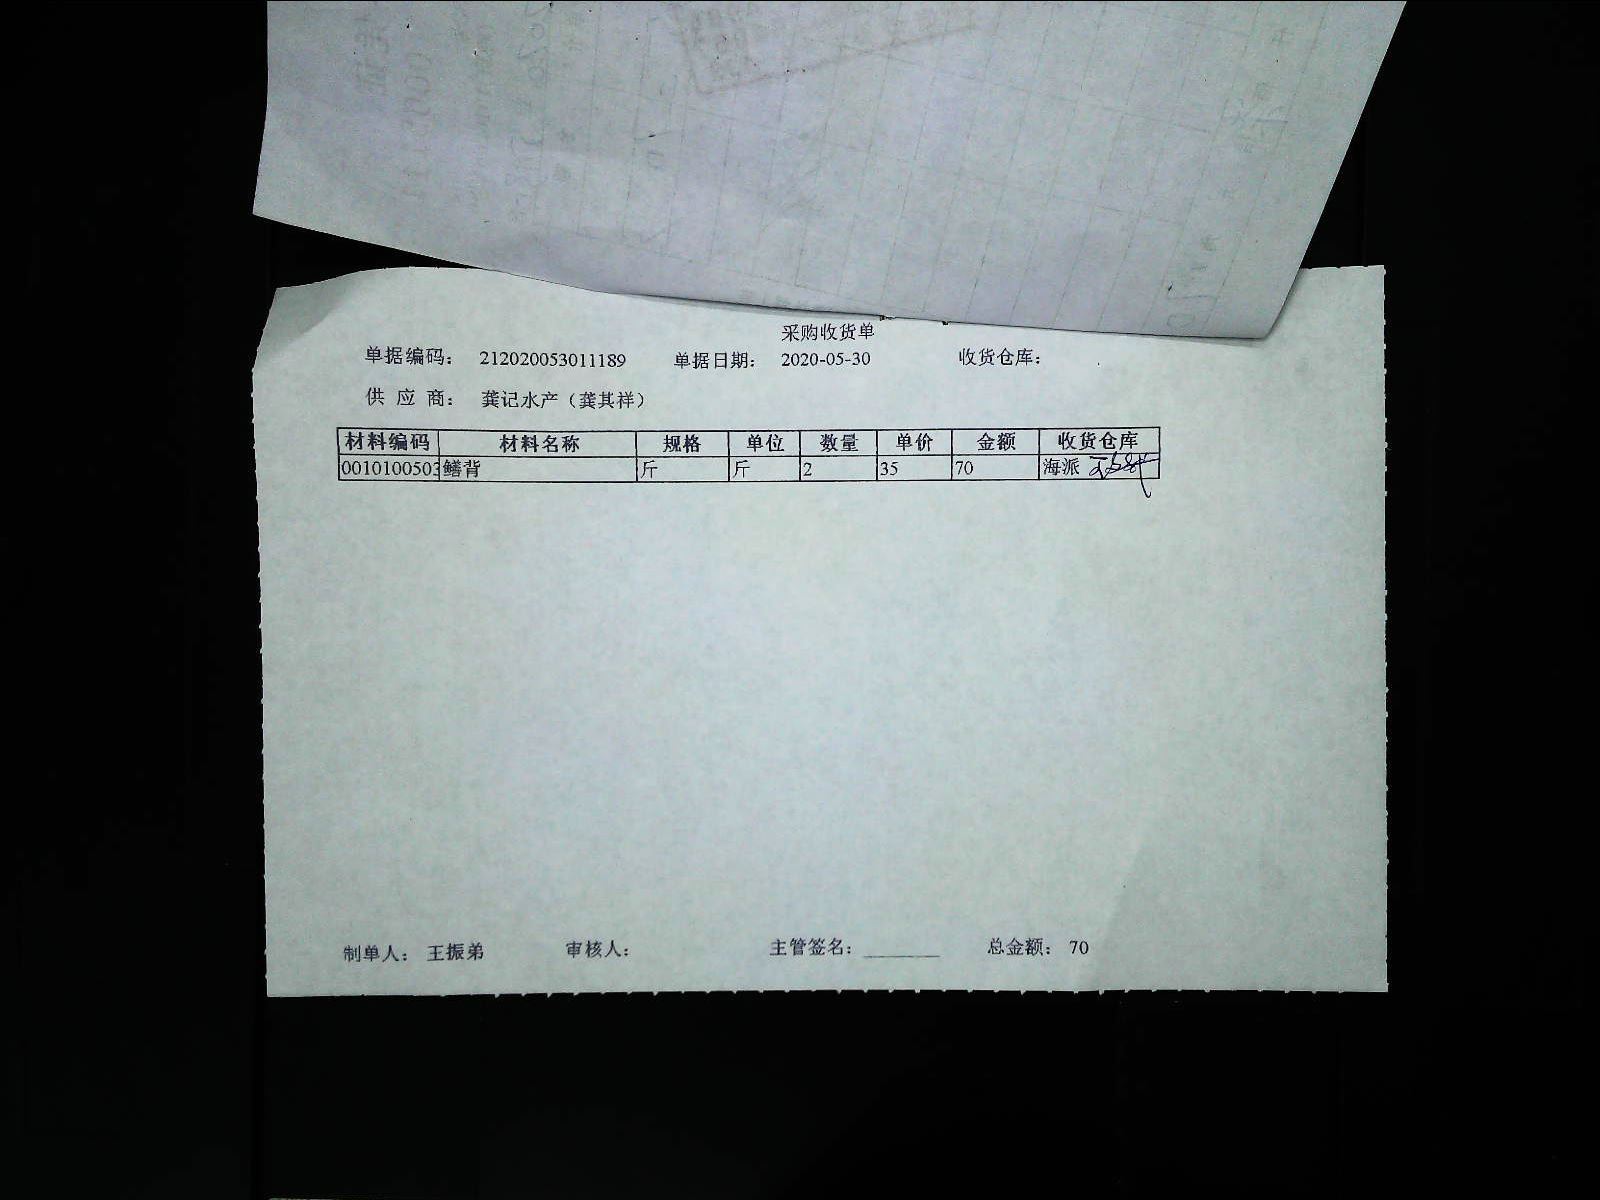 采购收货单
单据编码： 212020053011189 单据日期： 2020-05-30 收货仓库：
供 应 商： 龚记水产（龚其祥）
材料编码 材料名称 规格 单位 数量 单价 金额 收货仓库
0010100503 鳝背 斤 斤 2 35 70 海派
制单人： 王振弟 审核人： 主管签名： 总金额： 70